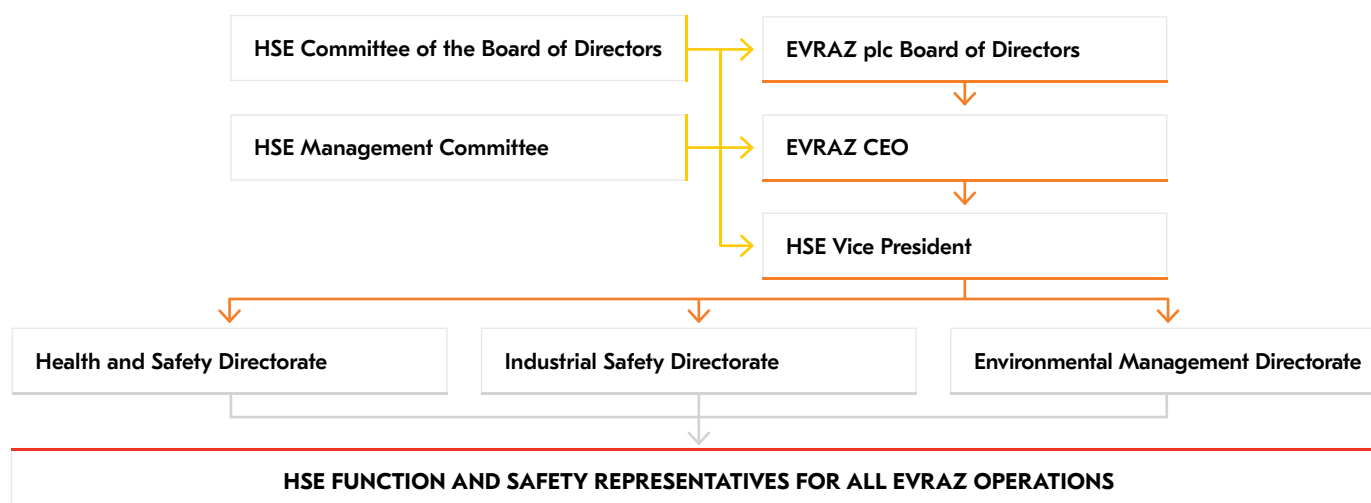 HSE Committee of the Board of Directors
EVRAZ plc Board of Directors
HSE Management Committee
EVRAZ CEO
HSE Vice President
Health and Safety Directorate
Industrial Safety Directorate
Environmental Management Directorate
HSE FUNCTION AND SAFETY REPRESENTATIVES FOR ALL EVRAZ OPERATIONS